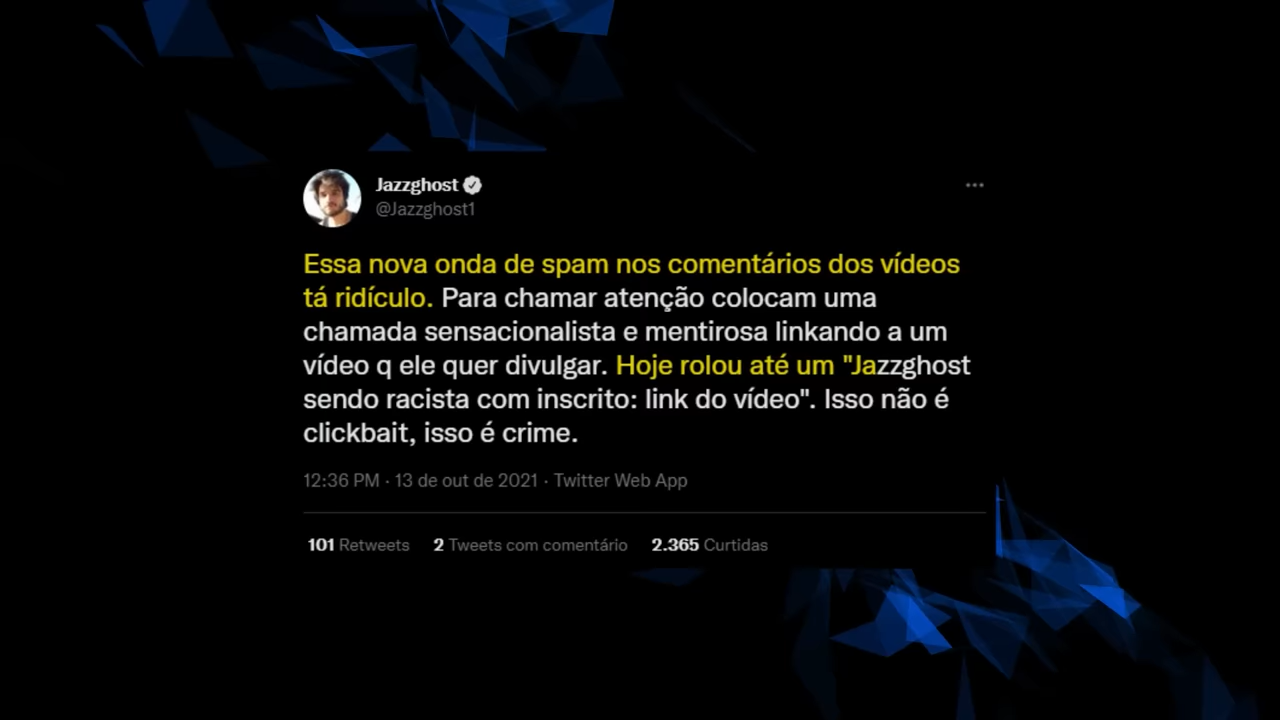 Jazzghost
@Jazzghost1
Essa nova onda de spam nos comentários dos vídeos
tá ridículo. Para chamar atenção colocam uma
chamada sensacionalista e mentirosa linkando a um
vídeo q ele quer divulgar. Hoje rolou até um "Jazzghost
sendo racista com inscrito: link do vídeo". Isso não é
clickbait, isso é crime.
12:36 PM · 13 de out de 2021 · Twitter Web App
101 Retweets 2 Tweets com comentário 2.365 Curtidas